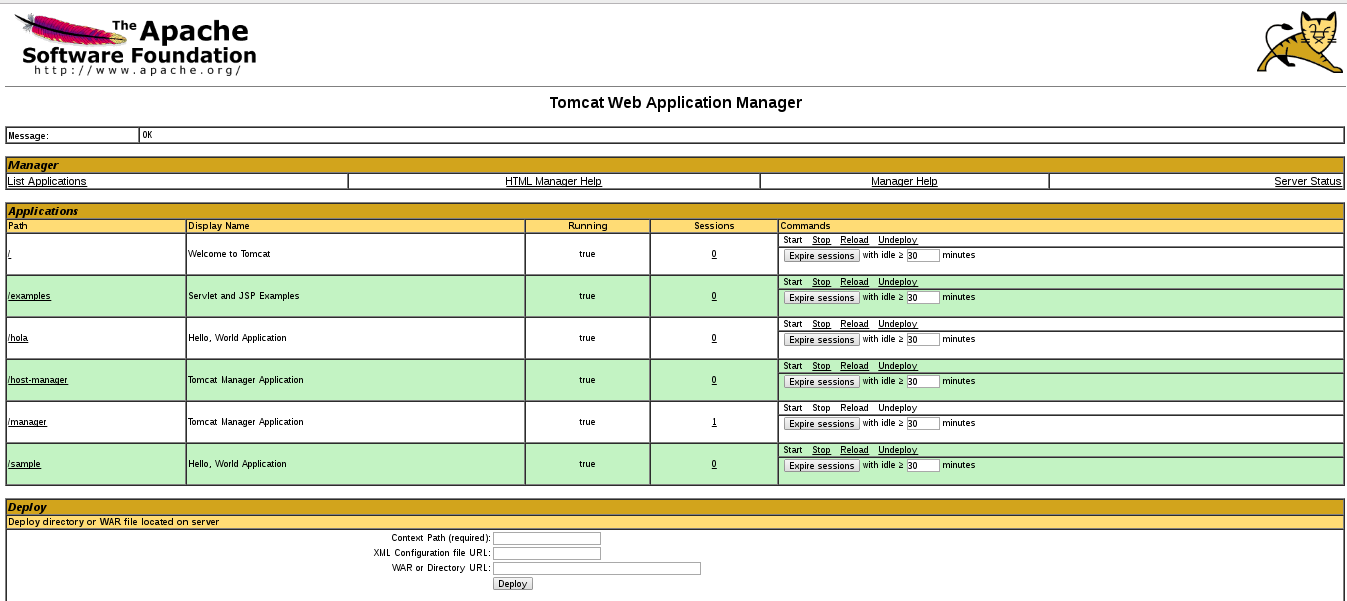 The Apache
Software Foundation
http://www.apache.org/
Tomcat Web Application Manager
Message: OK
Manager
List Applications HTML Manager Help Manager Help Server Status
Applications
Path Display Name Running Sessions Commands
/ Welcome to Tomcat true 0 Start Stop Reload Undeploy
Expire sessions with idle ≥ 30 minutes
/examples Servlet and JSP Examples true 0 Start Stop Reload Undeploy
Expire sessions with idle ≥ 30 minutes
/hola Hello, World Application true 0 Start Stop Reload Undeploy
Expire sessions with idle ≥ 30 minutes
/host-manager Tomcat Manager Application true 0 Start Stop Reload Undeploy
Expire sessions with idle ≥ 30 minutes
/manager Tomcat Manager Application true 1 Start Stop Reload Undeploy
Expire sessions with idle ≥ 30 minutes
/sample Hello, World Application true 0 Start Stop Reload Undeploy
Expire sessions with idle ≥ 30 minutes
Deploy
Deploy directory or WAR file located on server
Context Path (required):
XML Configuration file URL:
WAR or Directory URL:
Deploy